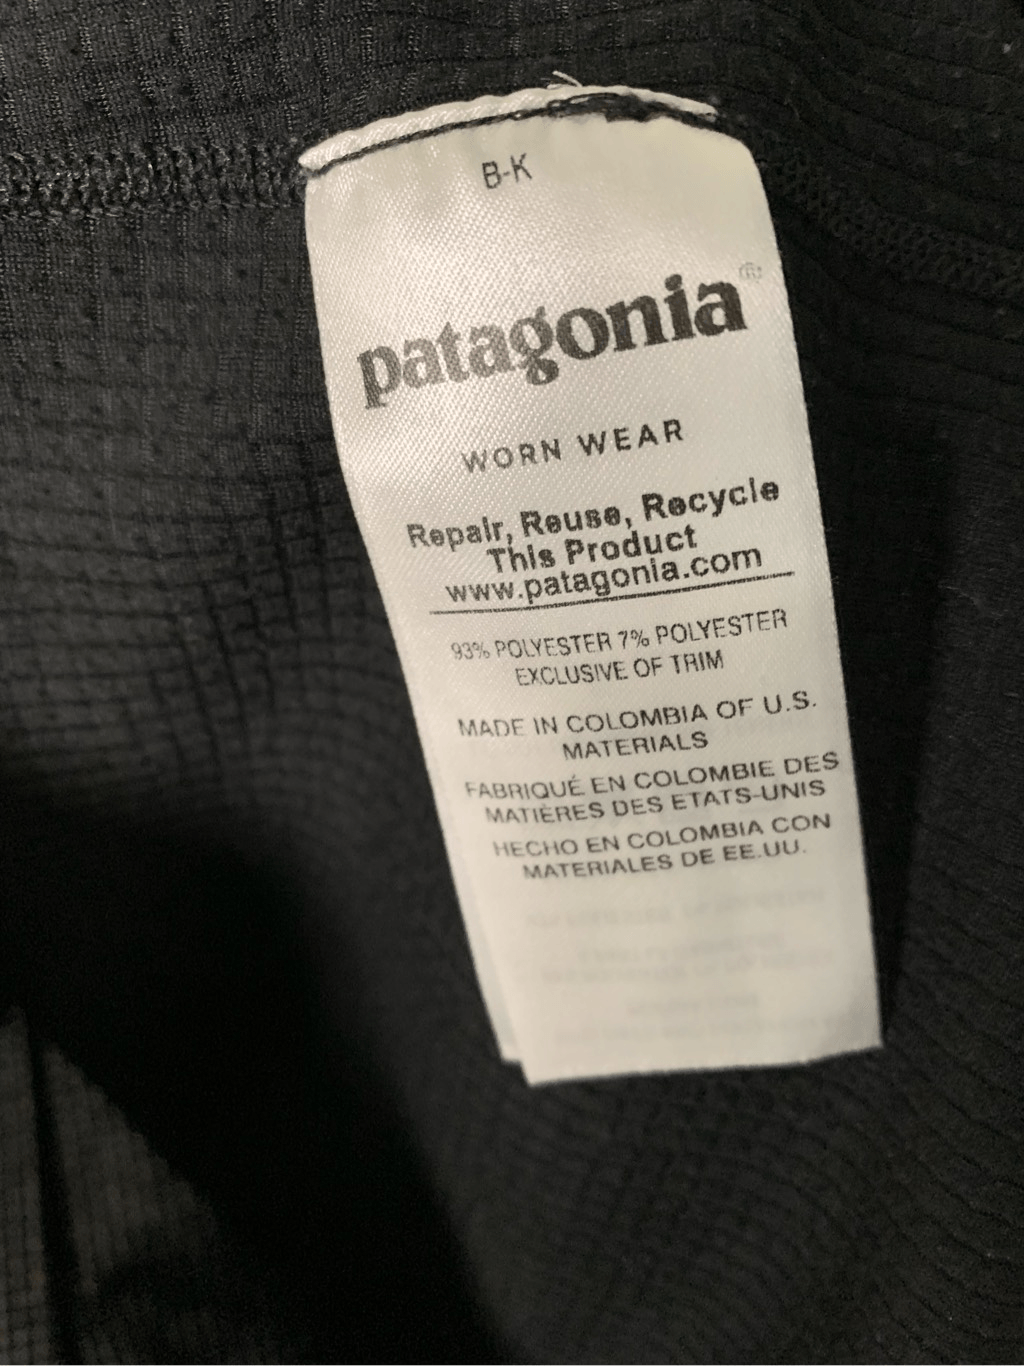 B-K
patagonia®
WORN WEAR
Repair, Reuse, Recycle
This Product
www.patagonia.com
93% POLYESTER 7% POLYESTER
EXCLUSIVE OF TRIM
MADE IN COLOMBIA OF U.S.
MATERIALS
FABRIQUÉ EN COLOMBIE DES
MATIÈRES DES ETATS-UNIS
HECHO EN COLOMBIA CON
MATERIALES DE EE.UU.